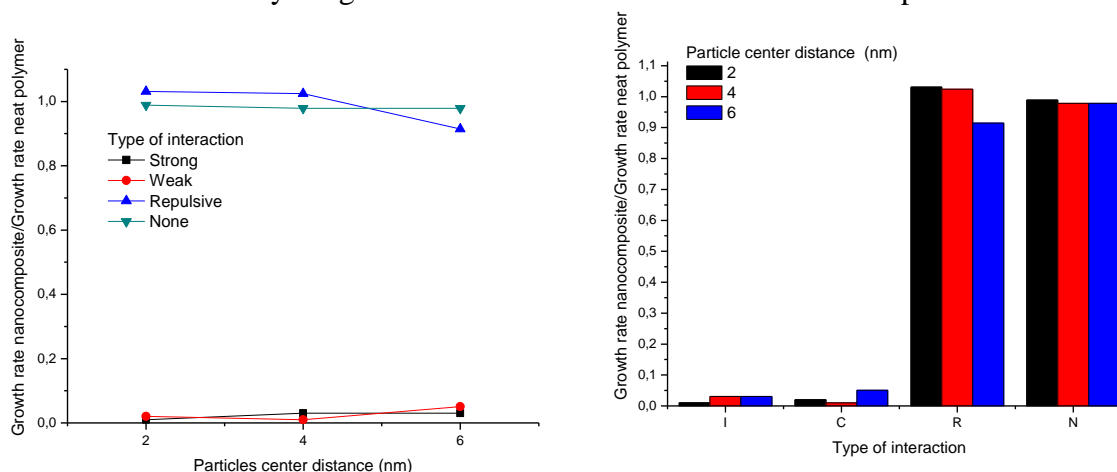 Growth rate nanocomposite/Growth rate neat polymer
1,0
0,8
0,6
0,4
0,2
0,0
Type of interaction
Strong
Weak
Repulsive
None
2
4
6
Particles center distance (nm)
Growth rate nanocomposite/Growth rate neat polymer
1,1
1,0
0,9
0,8
0,7
0,6
0,5
0,4
0,3
0,2
0,1
0,0
Particle center distance (nm)
2
4
6
I
C
R
N
Type of interaction